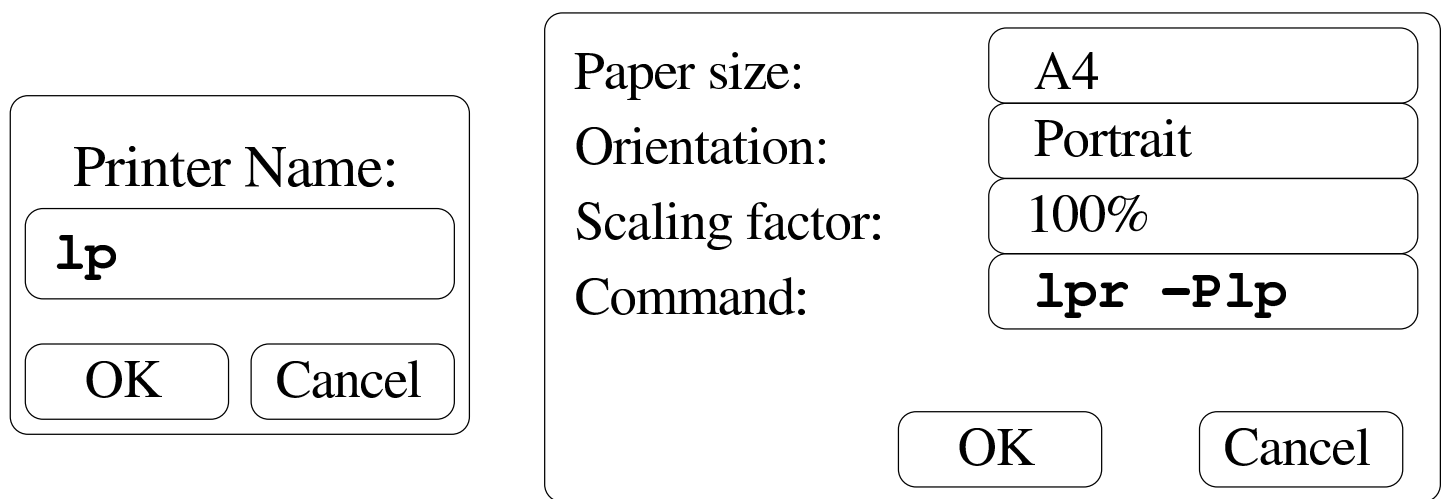 Printer Name:
lp
OK Cancel
Paper size: A4
Orientation: Portrait
Scaling factor: 100%
Command: lpr -Plp
OK Cancel